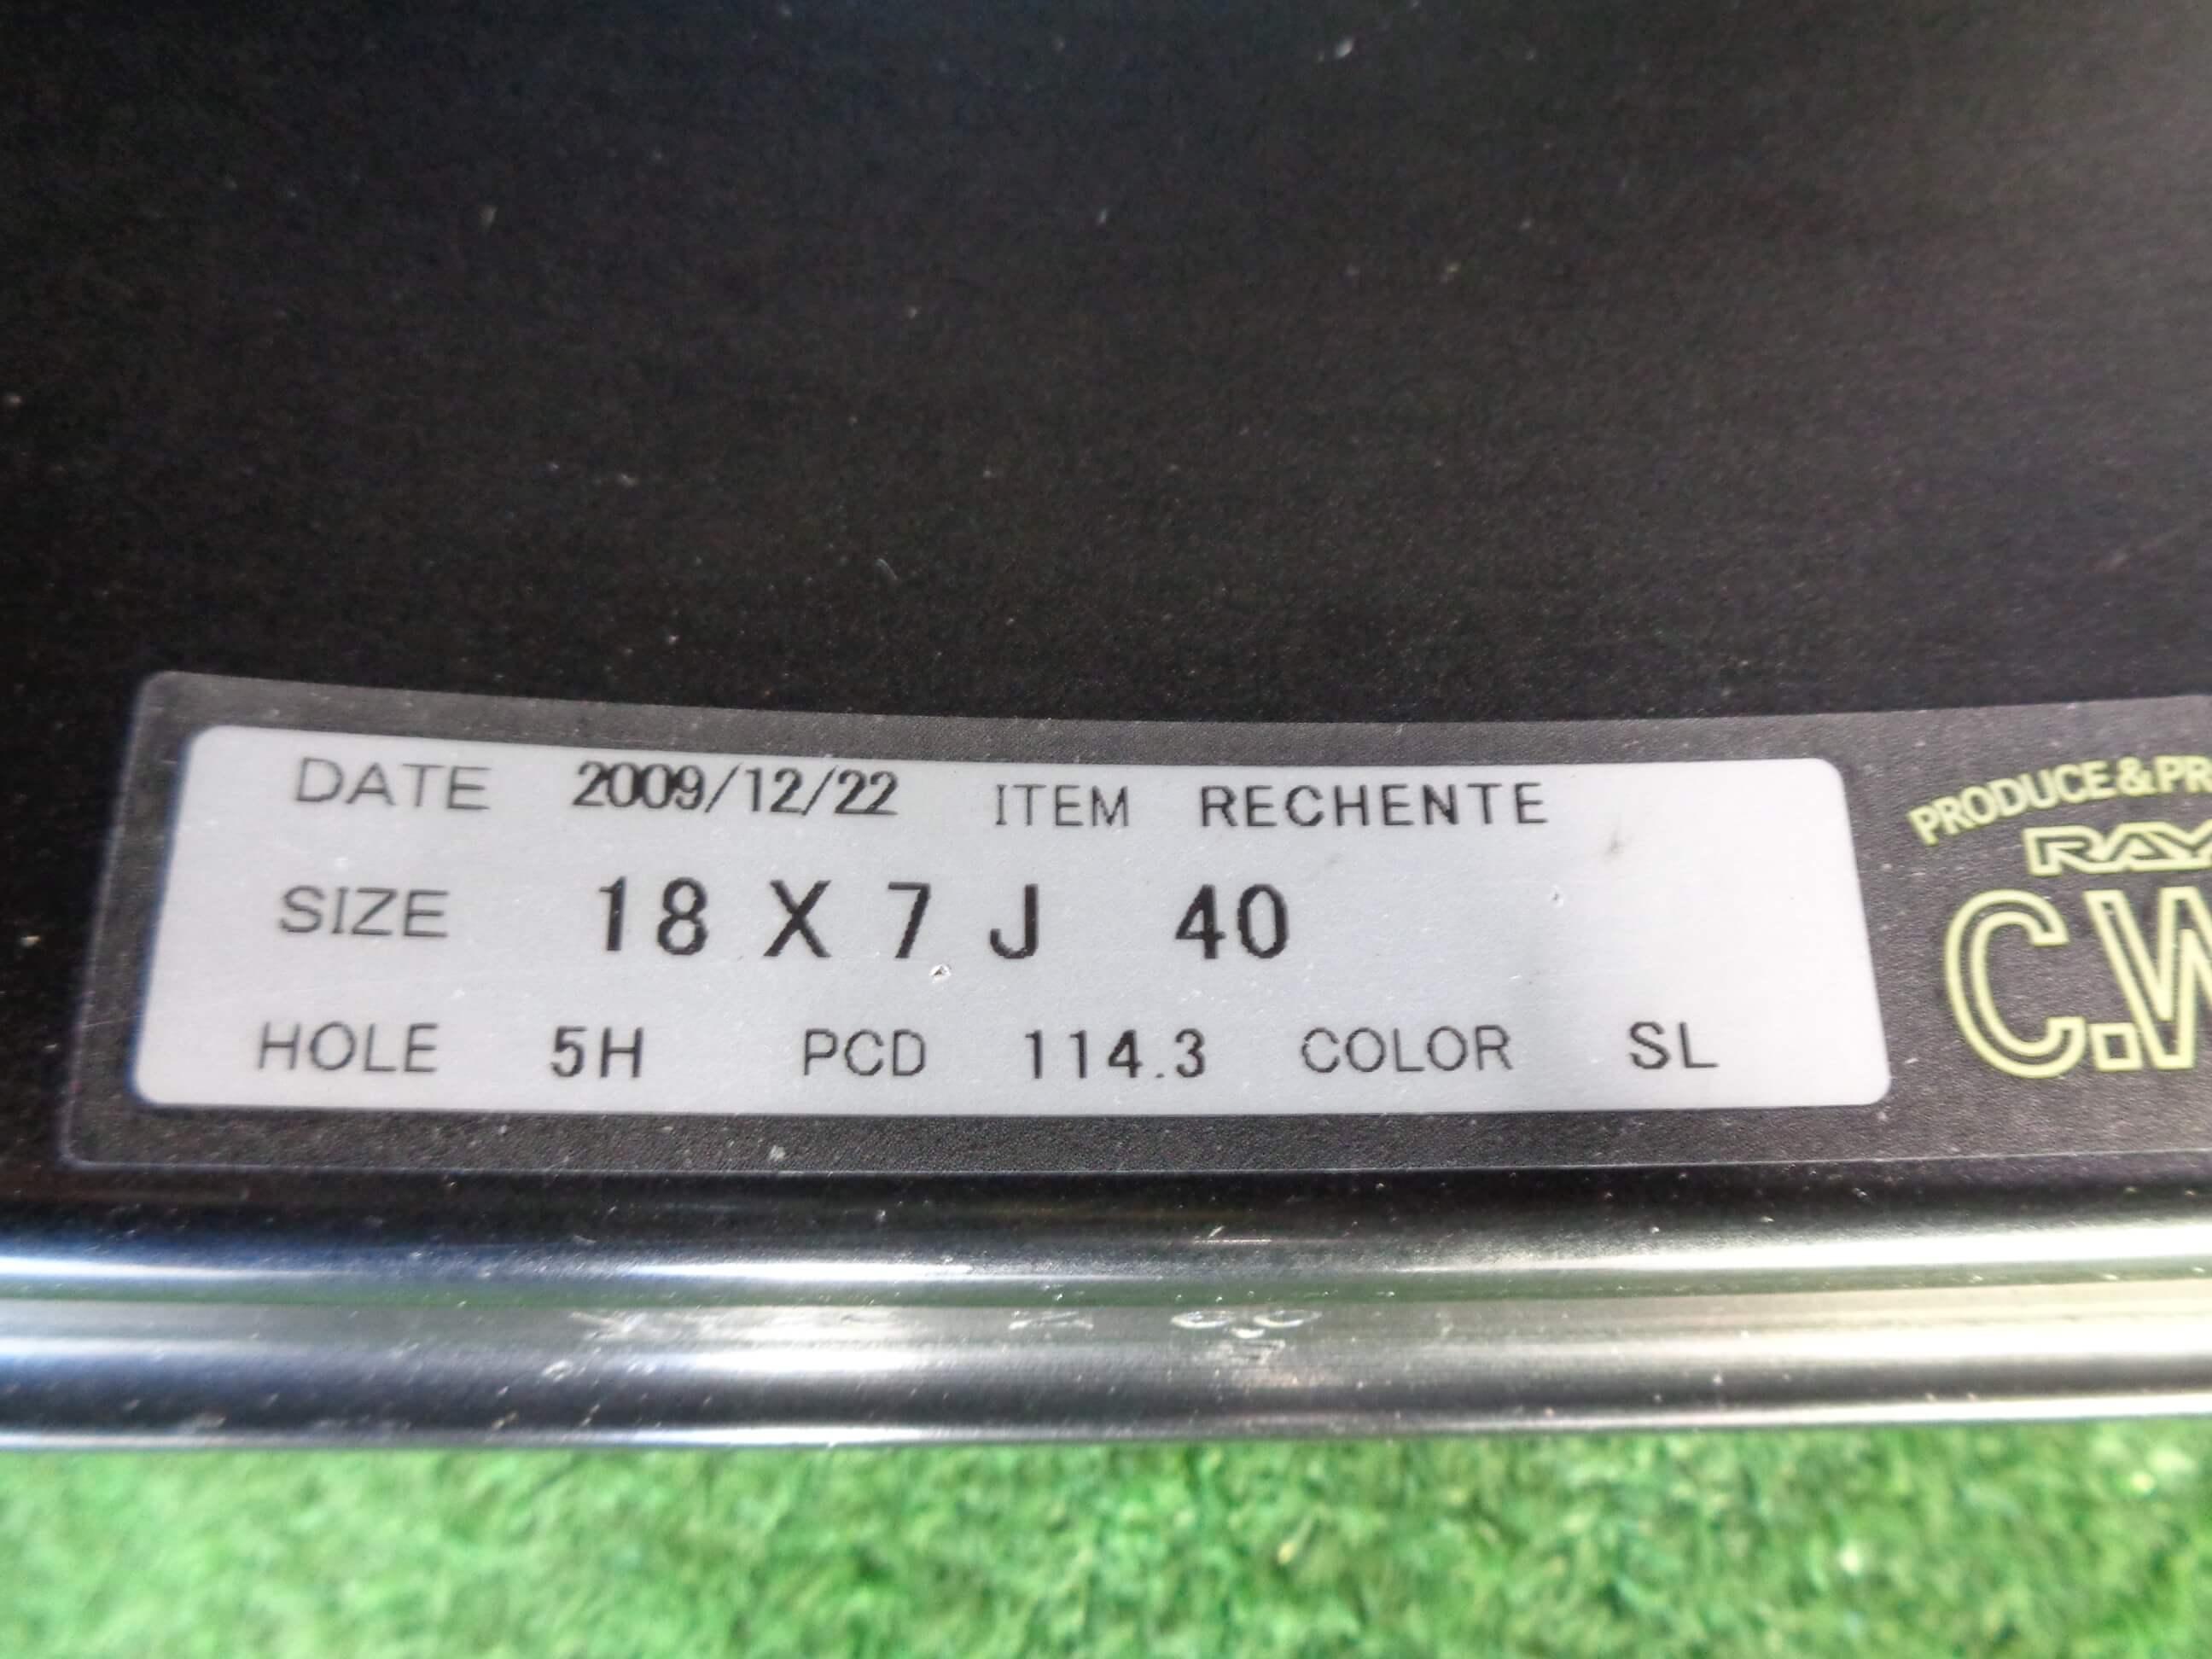 DATE 2009/12/22 ITEM RECHENTE
SIZE 18 X 7 J 40
HOLE 5H PCD 114.3 COLOR SL
PRODUCE & PR
RAY
C.W